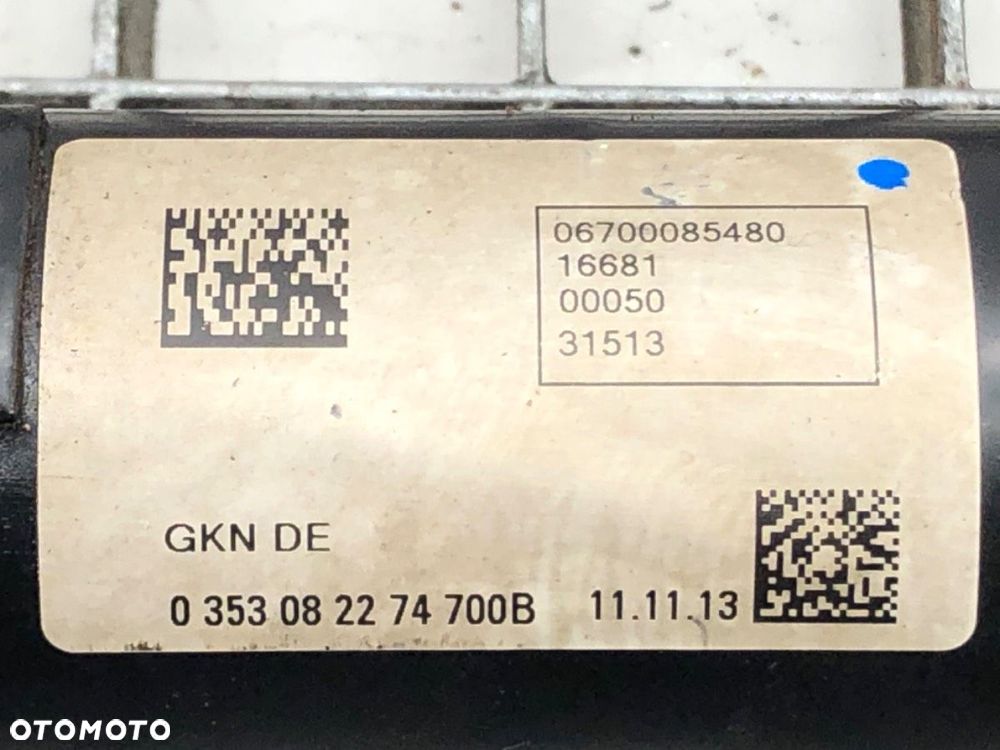 06700085480
16681
00050
31513
GKN DE
0 353 08 22 74 700B 11.11.13
OTOMOTO